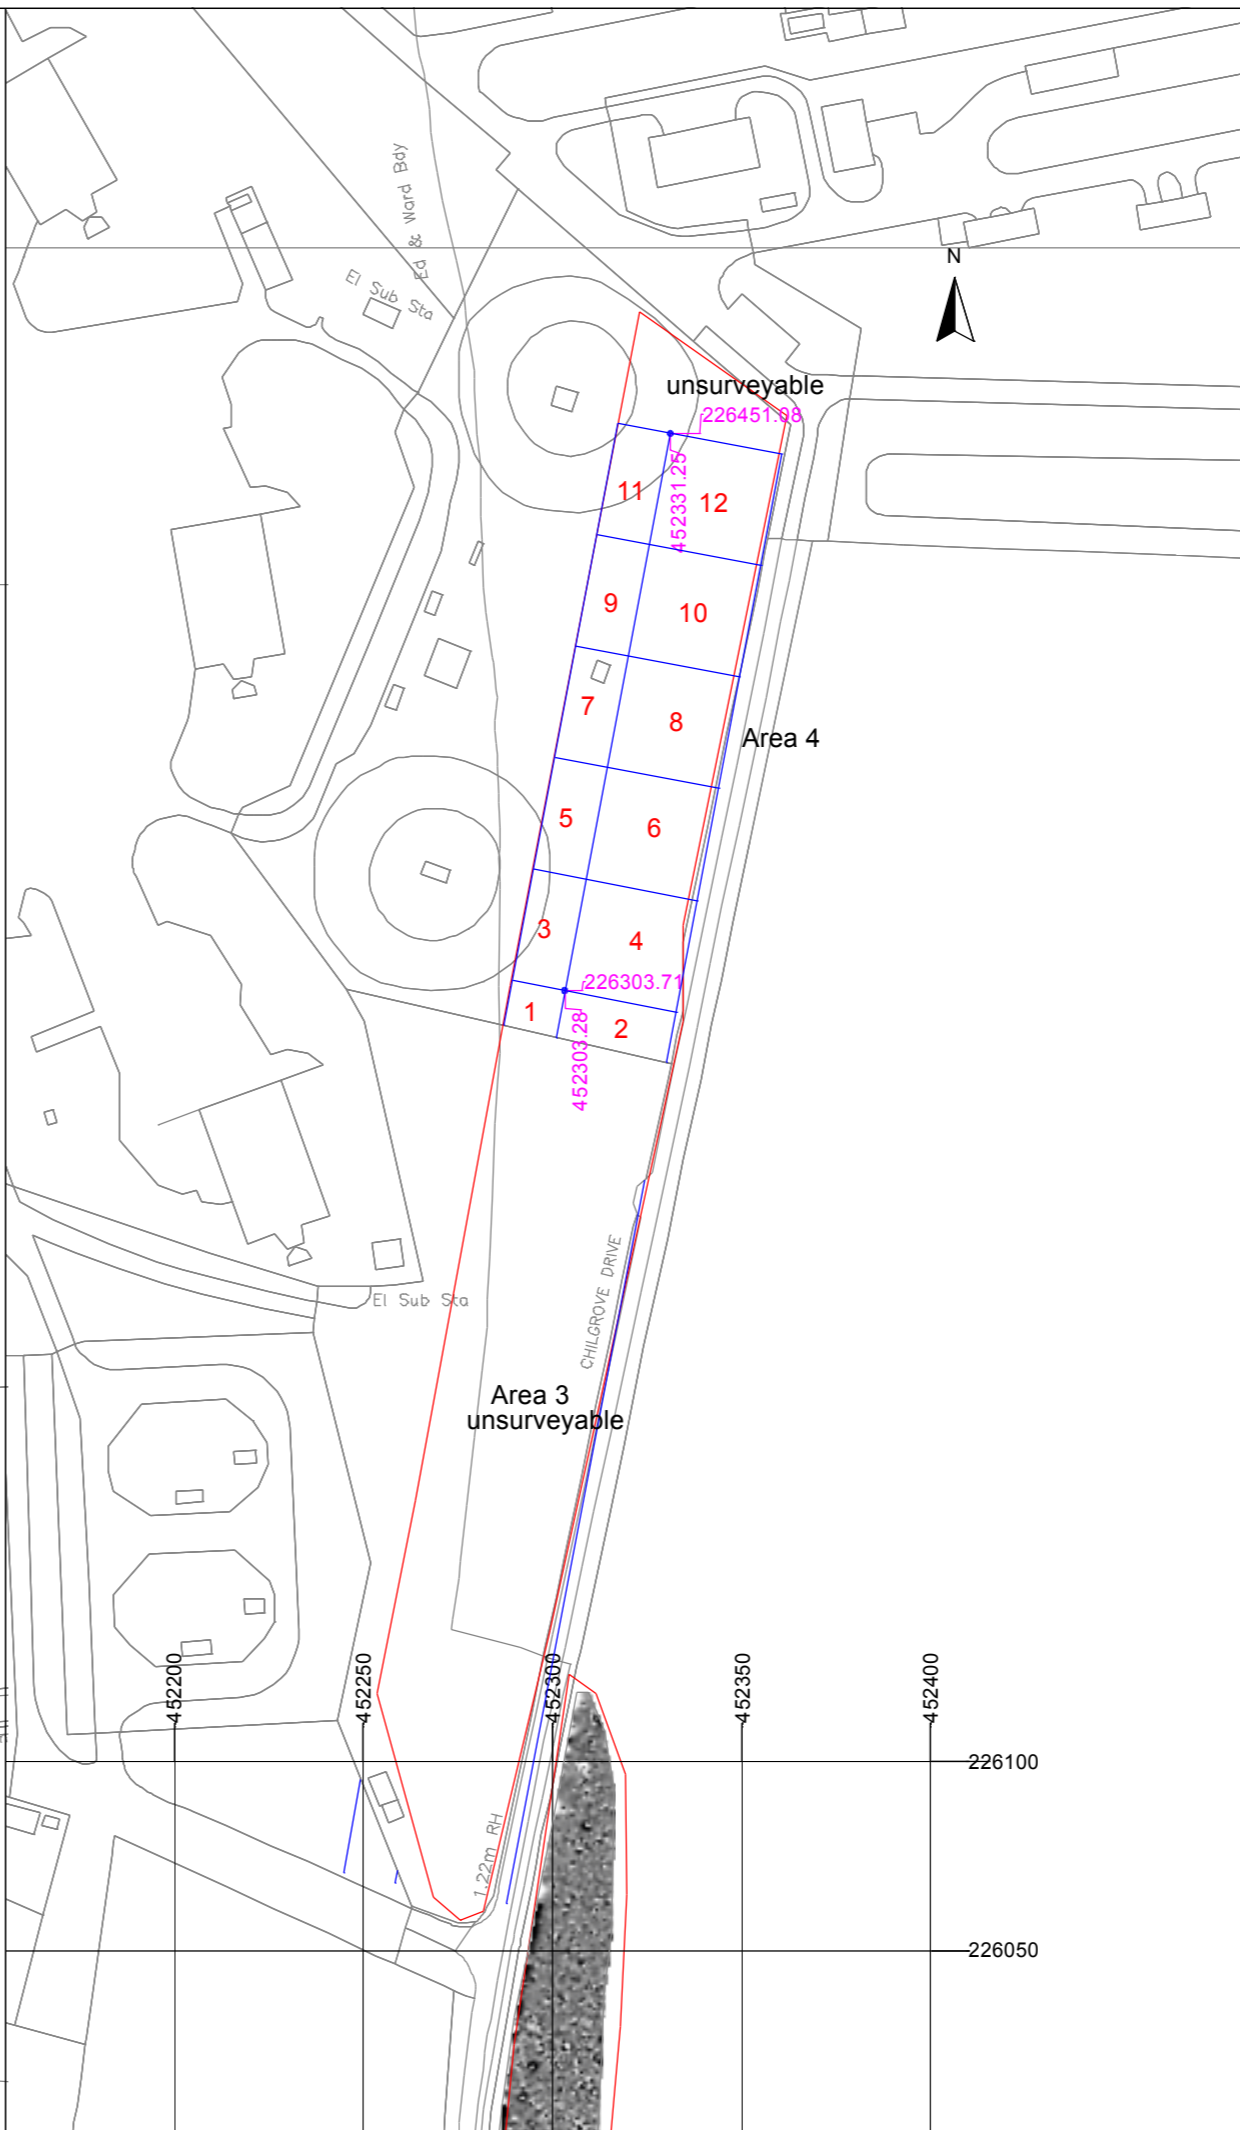 Ed & Ward Bdy
El Sub Sta
N
unsurveyable
226451.08
452331.25
11
12
9
10
7
8
Area 4
5
6
3
4
226303.71
452303.28
1
2
CHILGROVE DRIVE
El Sub Sta
Area 3
unsurveyable
452200
452250
452300
452350
452400
226100
1.22m RH
226050